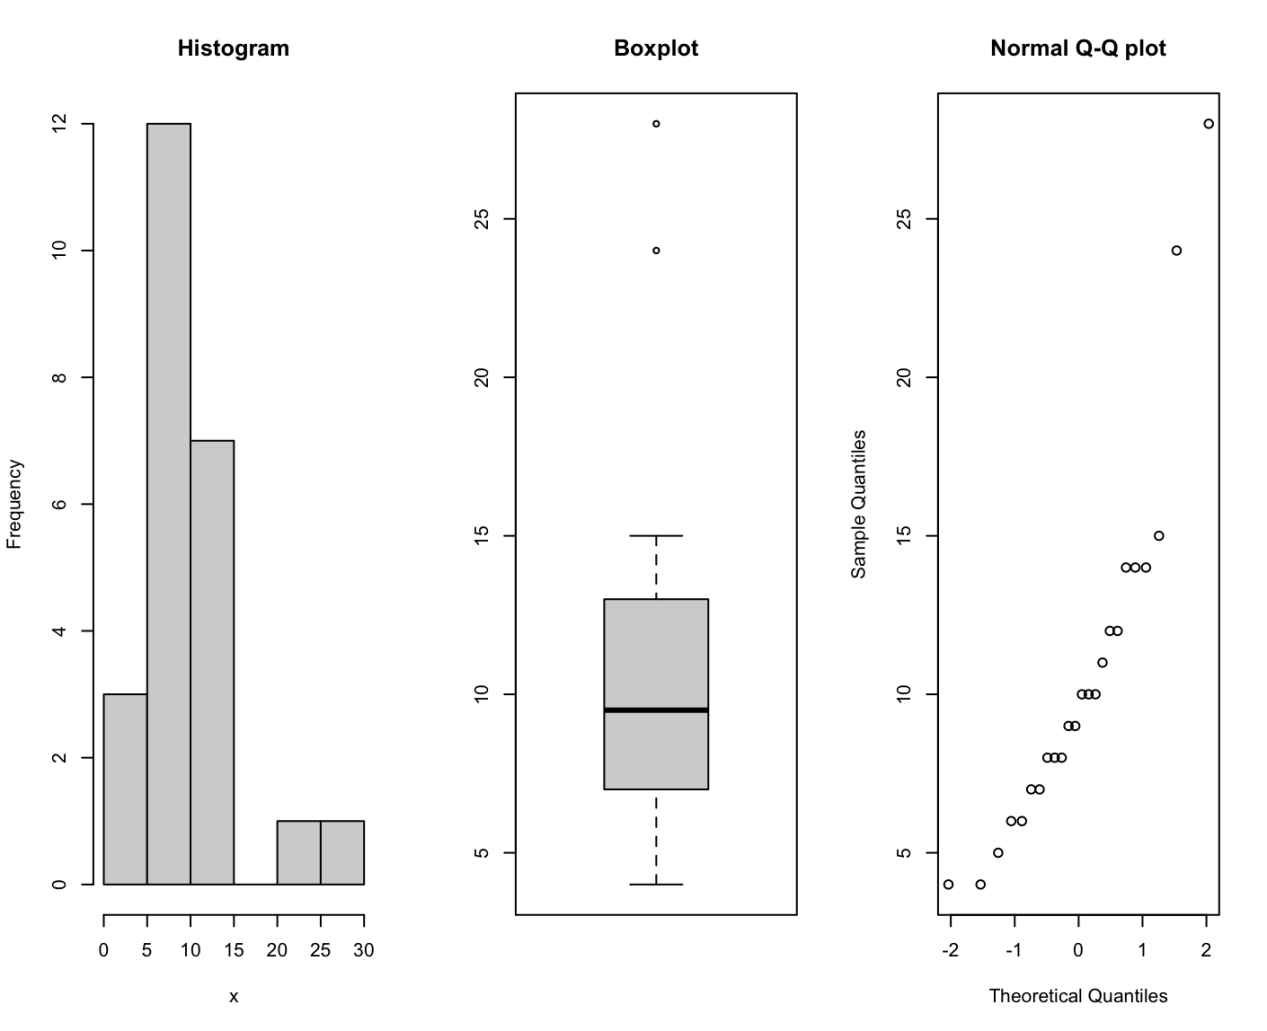 Histogram
Frequency
0
2
4
6
8
10
12
0 5 10 15 20 25 30
x
Boxplot
5
10
15
20
25
Normal Q-Q plot
Sample Quantiles
5
10
15
20
25
-2 -1 0 1 2
Theoretical Quantiles